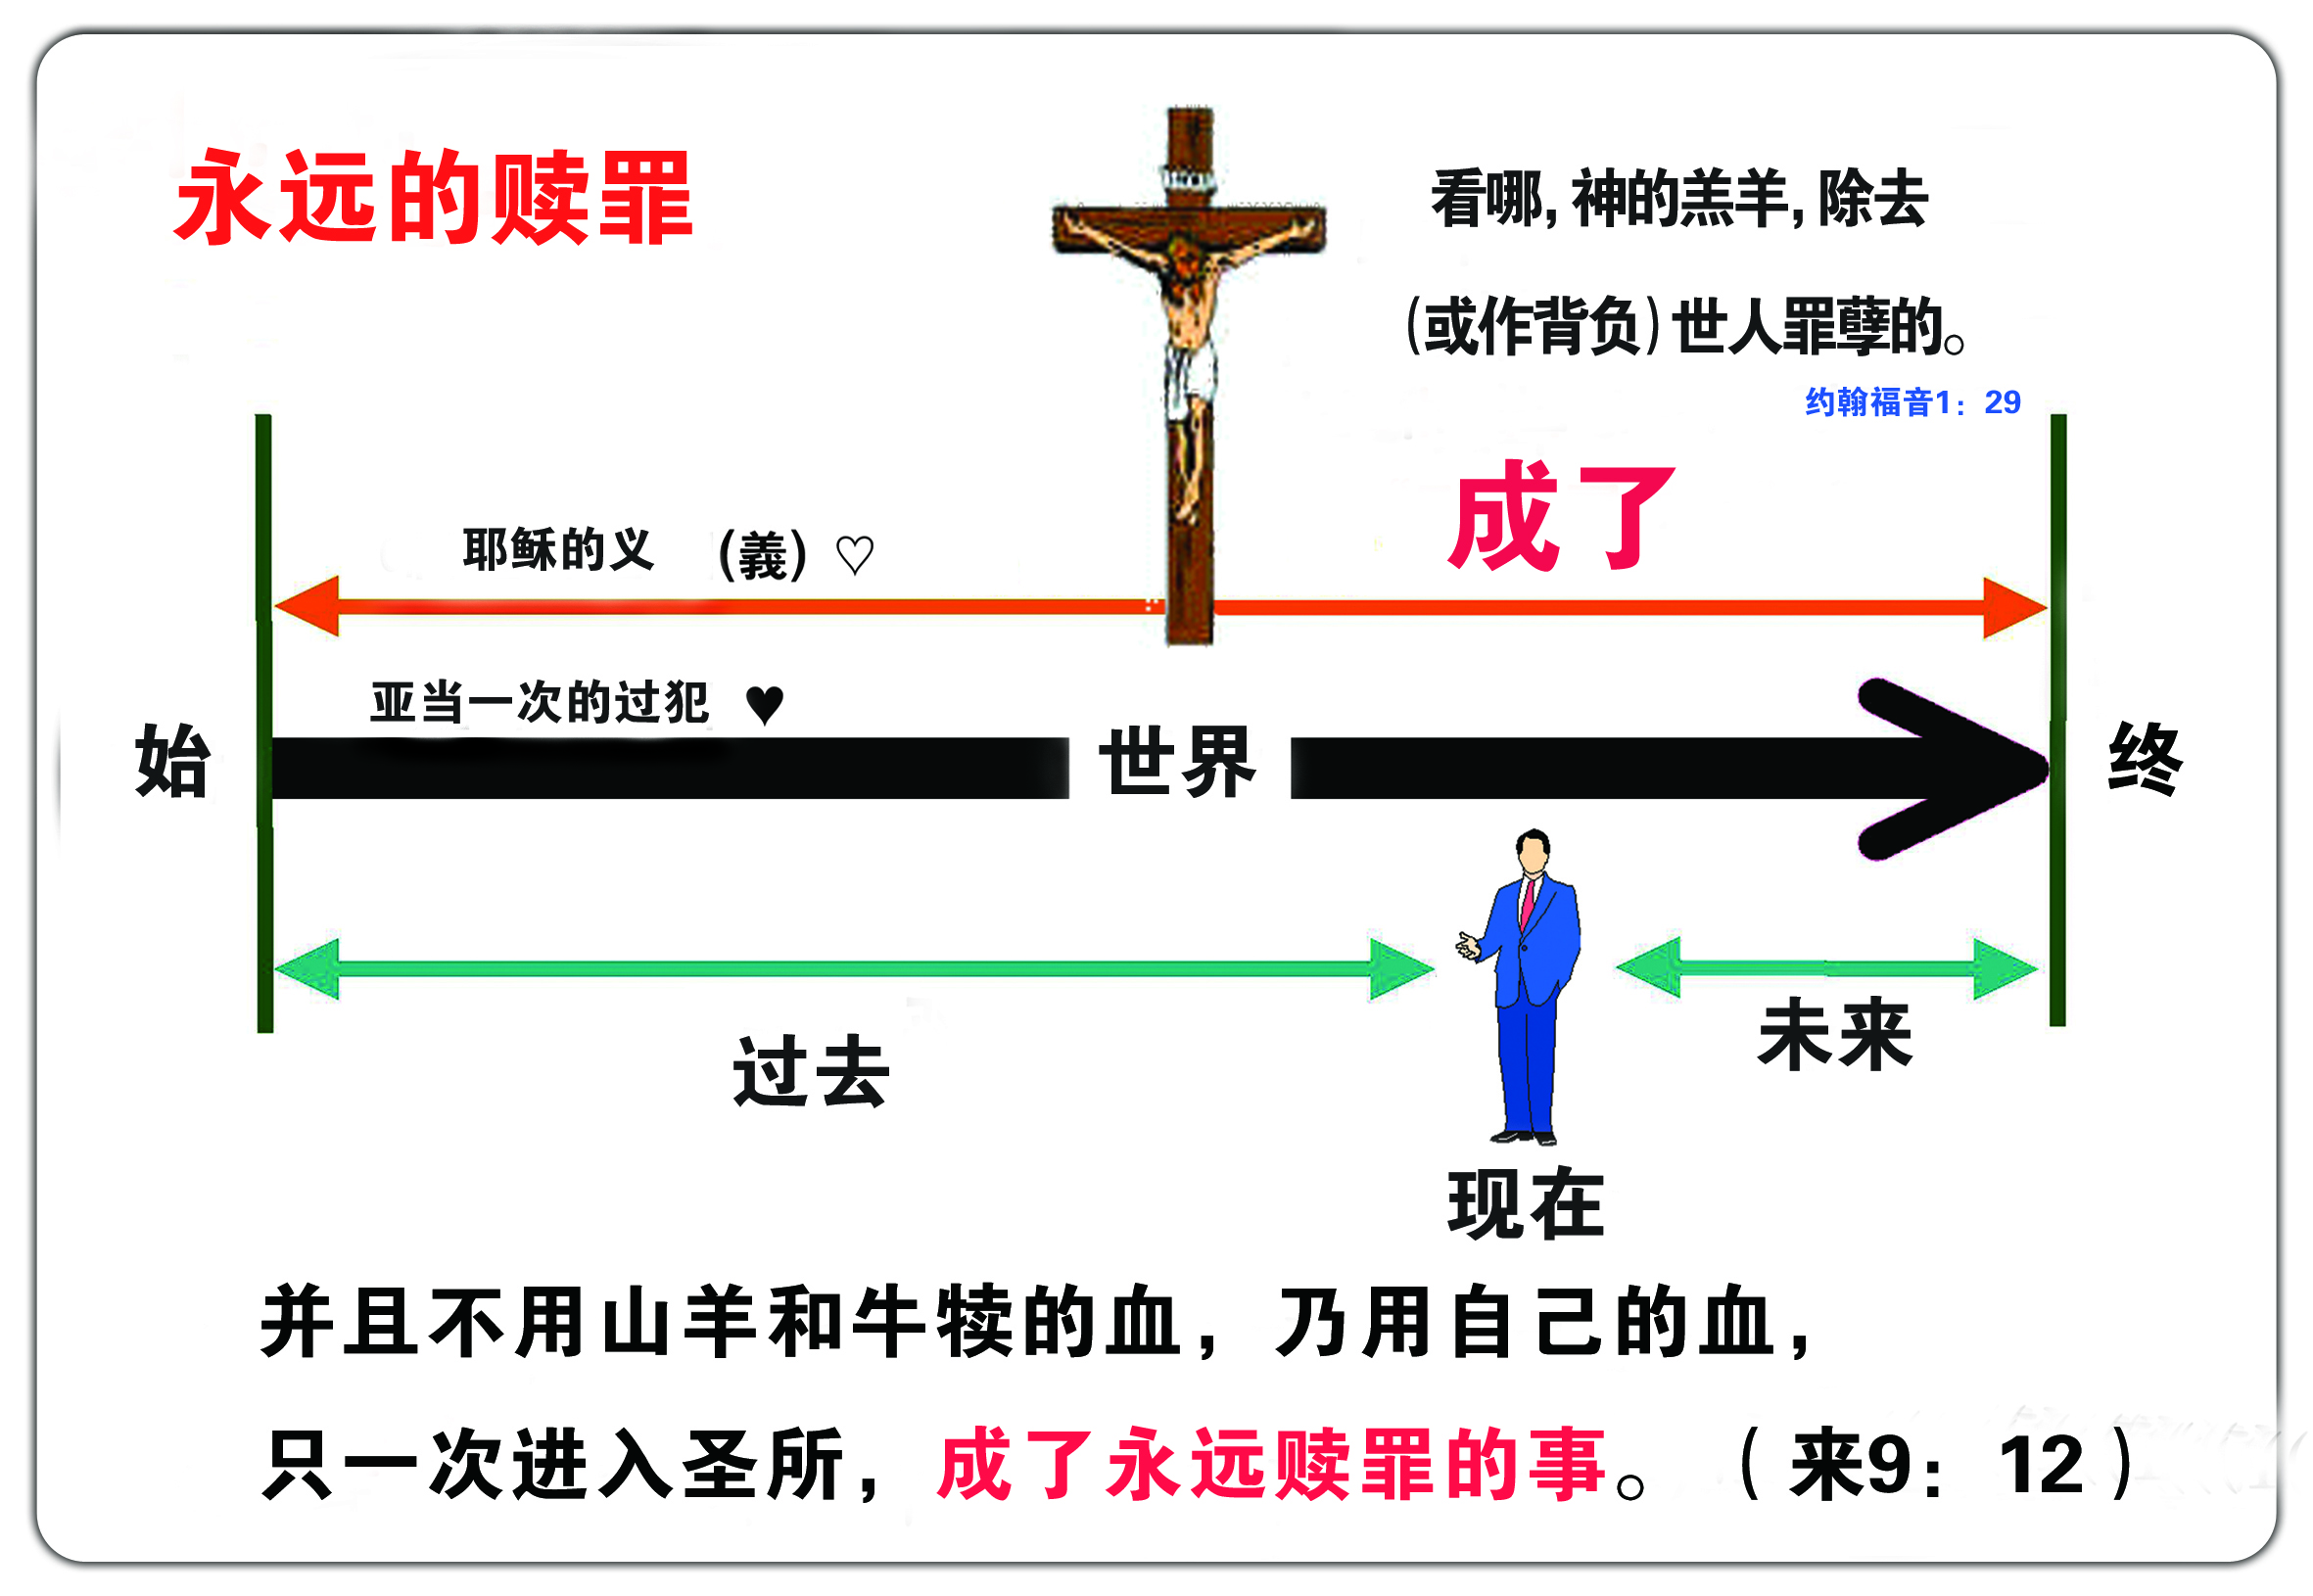 永远的赎罪
看哪,神的羔羊,除去
(或作背负)世人罪孽的。
约翰福音1：29
成了
耶稣的义 (義) ♡
亚当一次的过犯 ♥
始
世界
终
过去
未来
现在
并且不用山羊和牛犊的血，乃用自己的血，
只一次进入圣所，成了永远赎罪的事。（来9：12）